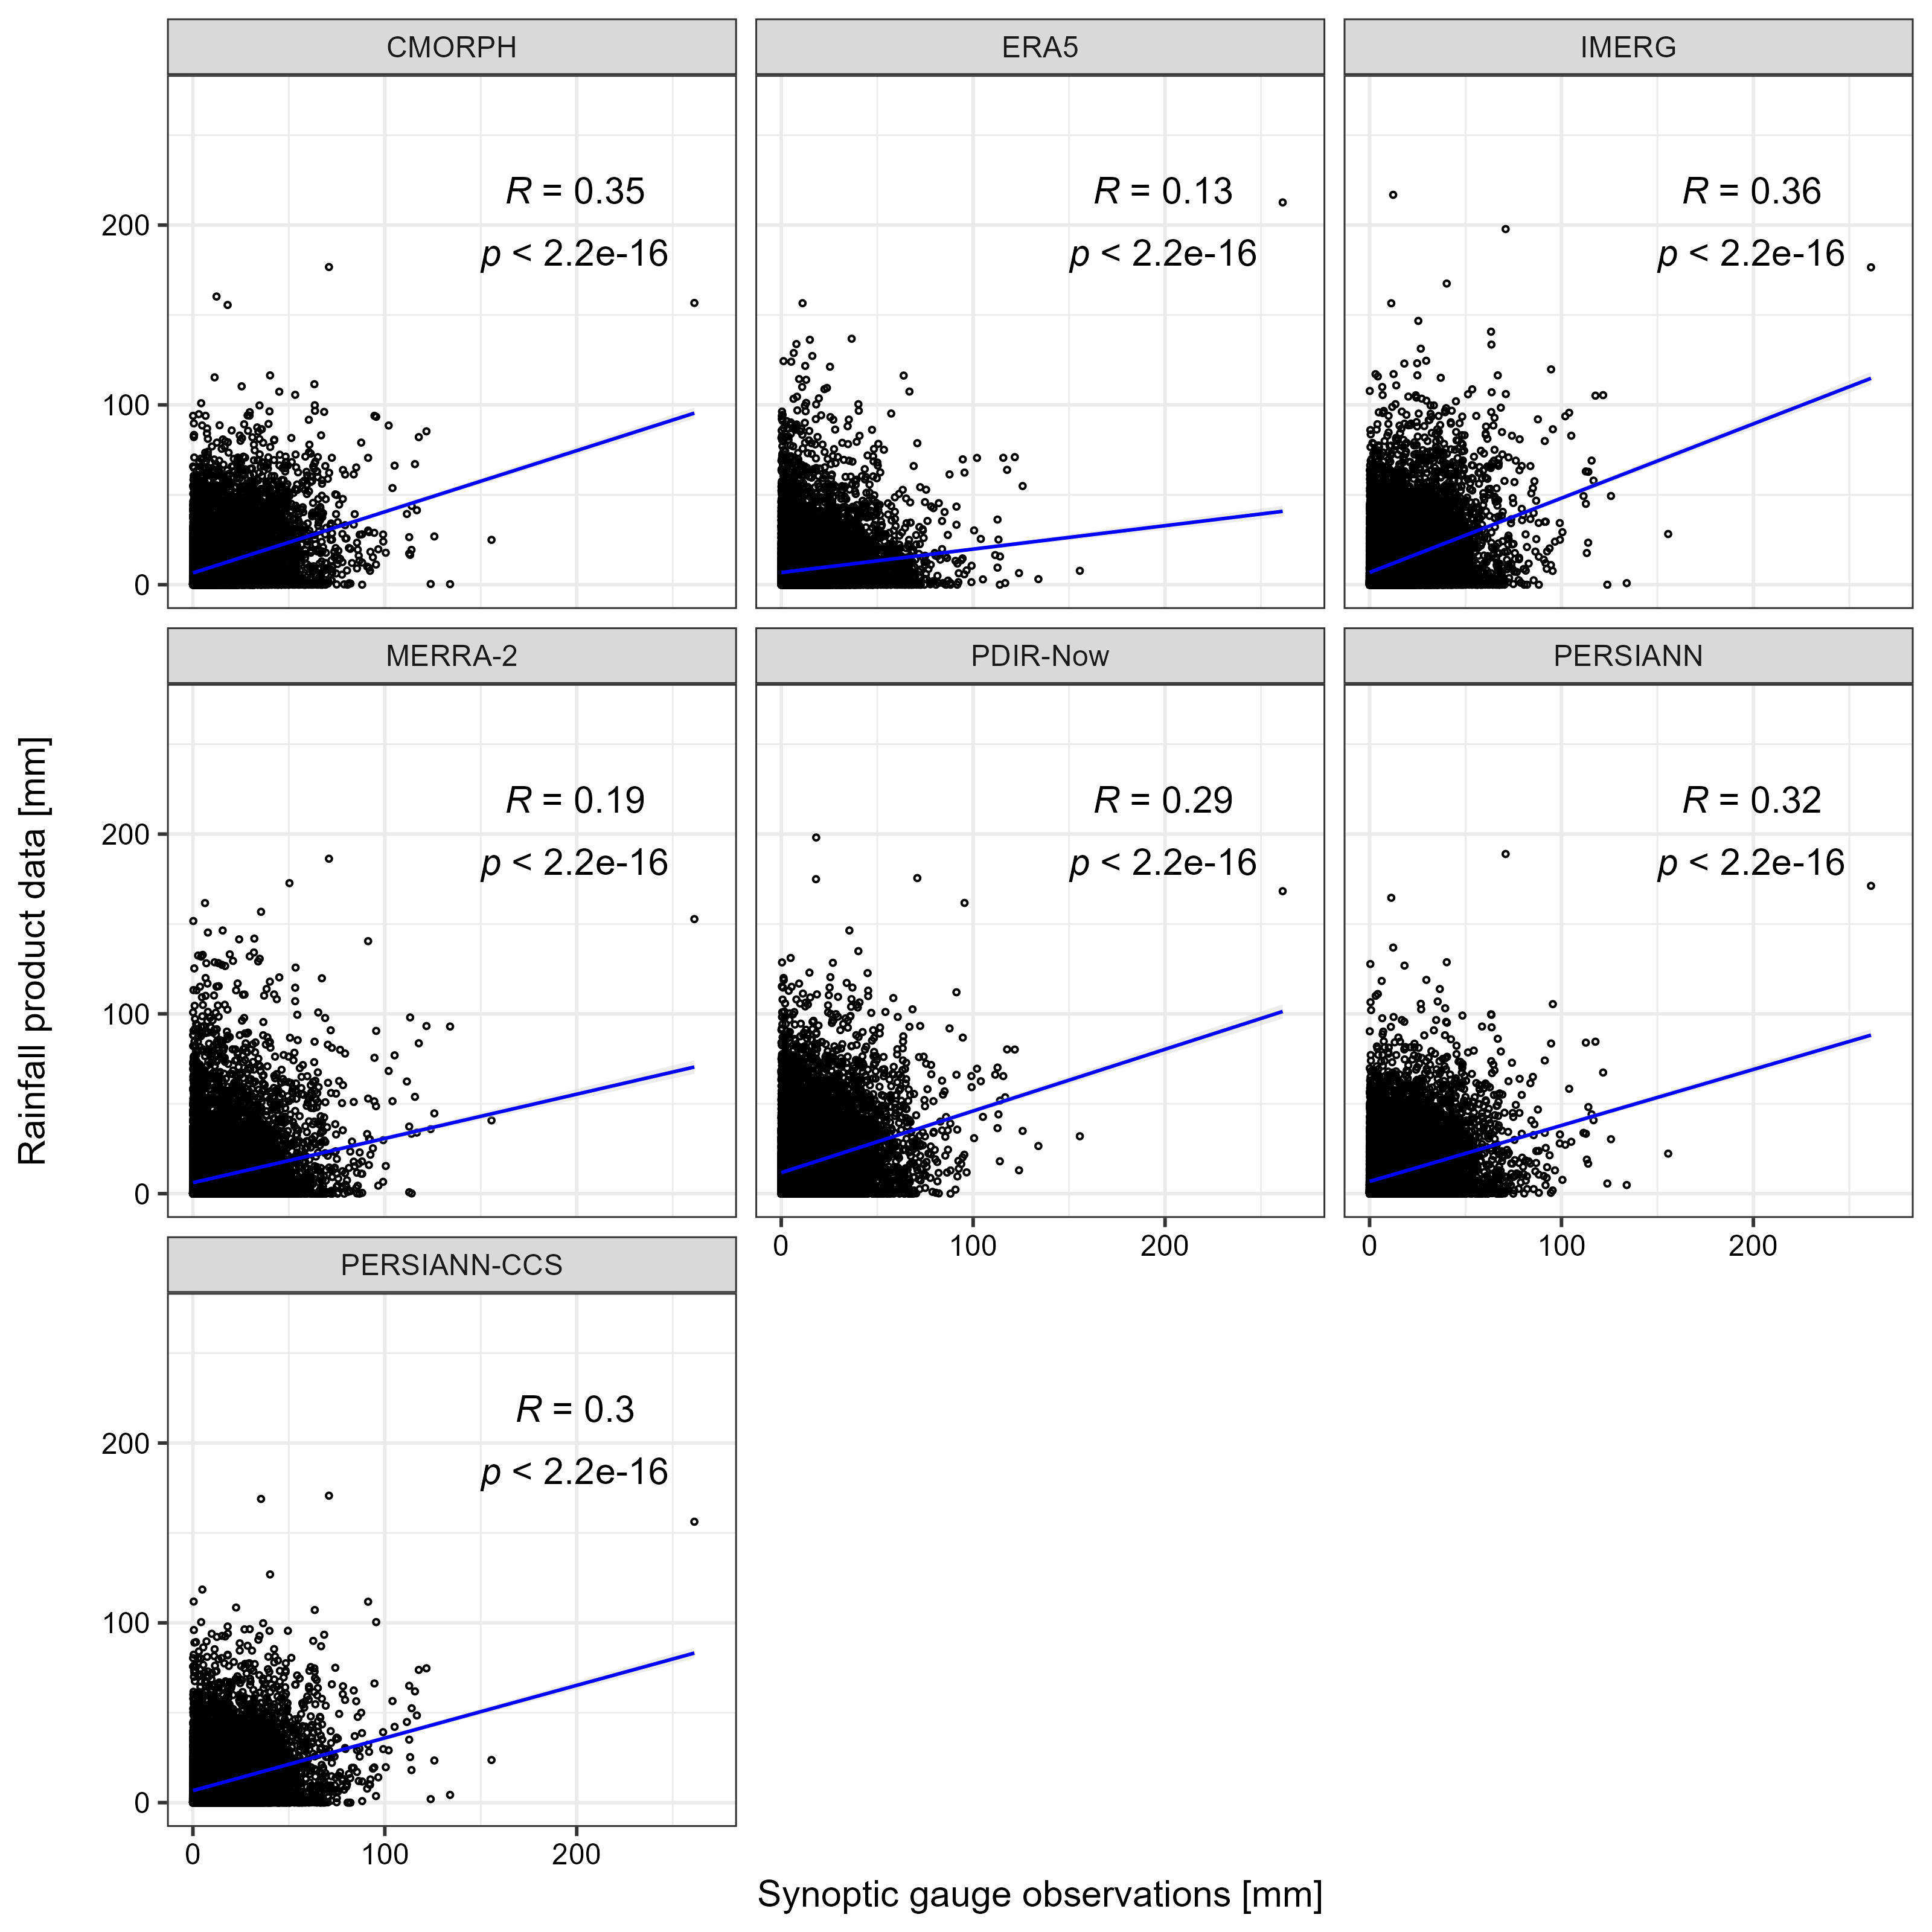 CMORPH
ERA5
IMERG
R = 0.35
p < 2.2e-16
R = 0.13
p < 2.2e-16
R = 0.36
p < 2.2e-16
200
100
0
MERRA-2
PDIR-Now
PERSIANN
R = 0.19
p < 2.2e-16
R = 0.29
p < 2.2e-16
R = 0.32
p < 2.2e-16
200
100
0
0 100 200
0 100 200
PERSIANN-CCS
R = 0.3
p < 2.2e-16
200
100
0
0 100 200
Rainfall product data [mm]
Synoptic gauge observations [mm]